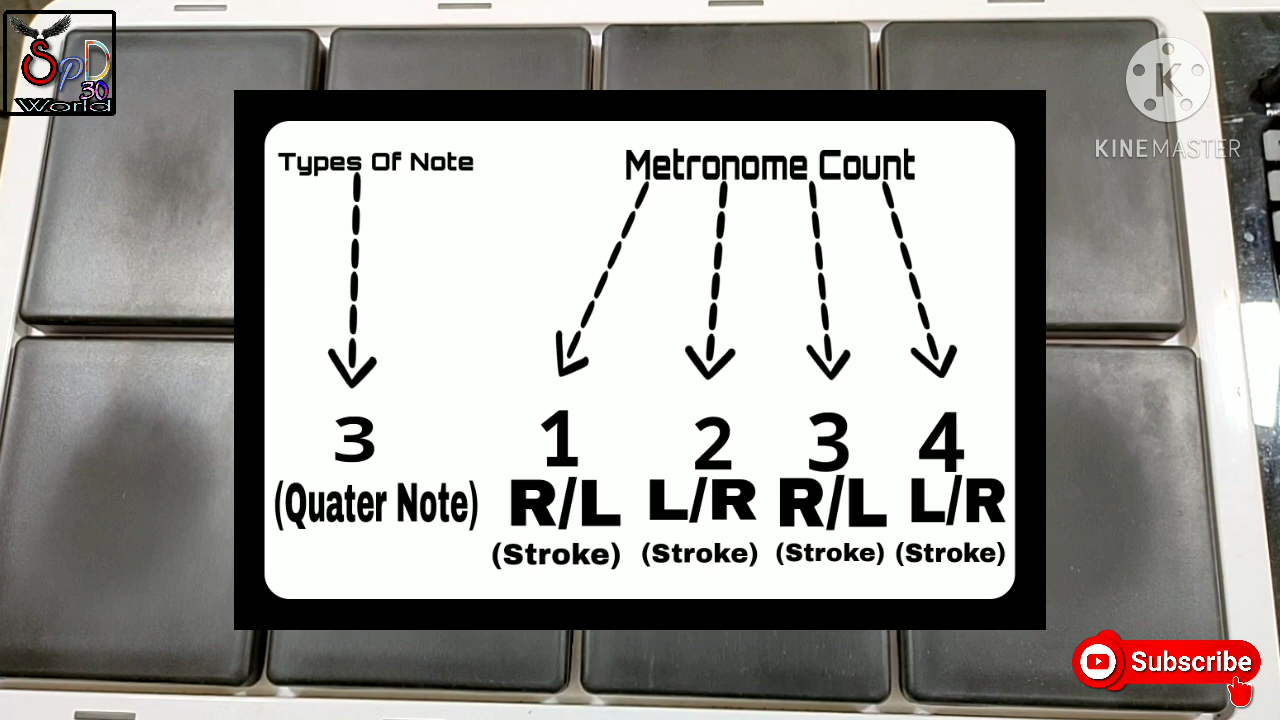 SpD
30
World
KINEMASTER
Types Of Note
Metronome Count
3
1 2 3 4
(Quater Note)
R/L L/R R/L L/R
(Stroke) (Stroke) (Stroke) (Stroke)
Subscribe